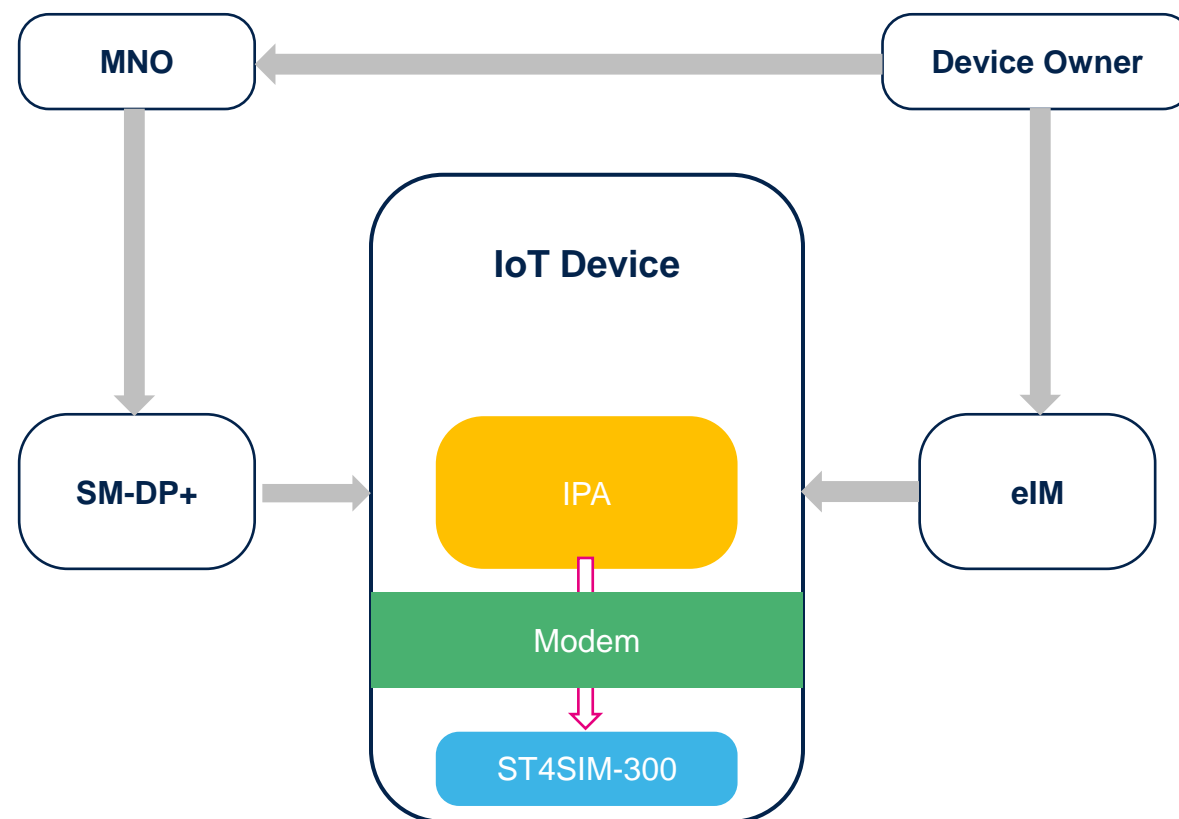 MNO
Device Owner
IoT Device
SM-DP+
IPA
eIM
Modem
ST4SIM-300